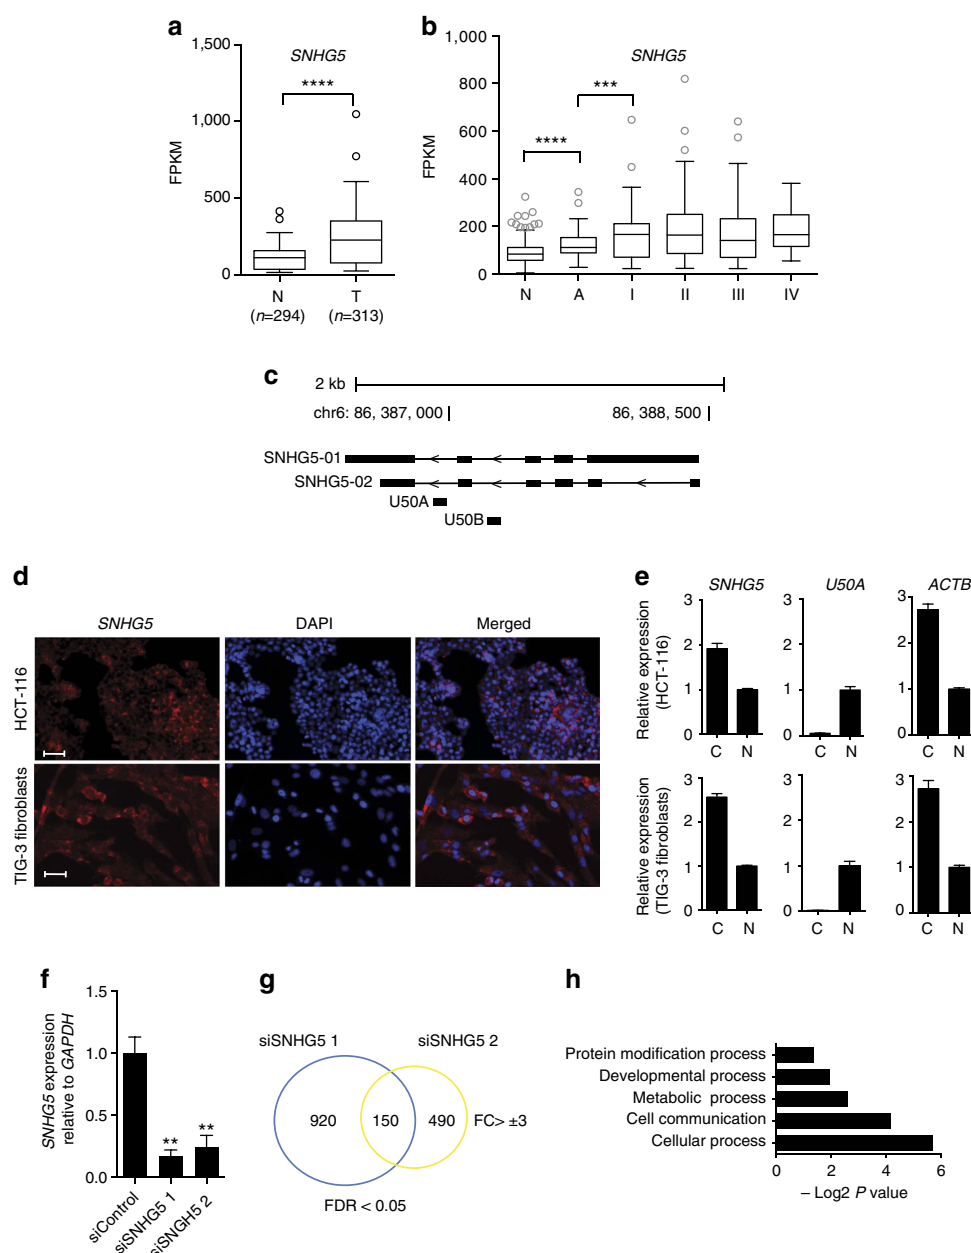 a
SNHG5
****
FPKM
1,500
1,000
500
0
N
(n=294)
T
(n=313)
b
SNHG5
***
****
FPKM
1,000
800
600
400
200
0
N A I II III IV
c
2 kb
chr6: 86, 387, 000
86, 388, 500
SNHG5-01
SNHG5-02
U50A
U50B
d
SNHG5 DAPI Merged
HCT-116
TIG-3 fibroblasts
e
SNHG5 U50A ACTB
Relative expression
(HCT-116)
3
2
1
0
C N
3
2
1
0
C N
3
2
1
0
C N
Relative expression
(TIG-3 fibroblasts)
3
2
1
0
C N
3
2
1
0
C N
3
2
1
0
C N
f
SNHG5 expression
relative to GAPDH
1.5
1.0
0.5
0.0
** **
siControl
siSNHG5 1
siSNGH5 2
g
siSNHG5 1 siSNHG5 2
920 150 490 FC> ±3
FDR < 0.05
h
Protein modification process
Developmental process
Metabolic process
Cell communication
Cellular process
0 2 4 6
– Log2 P value